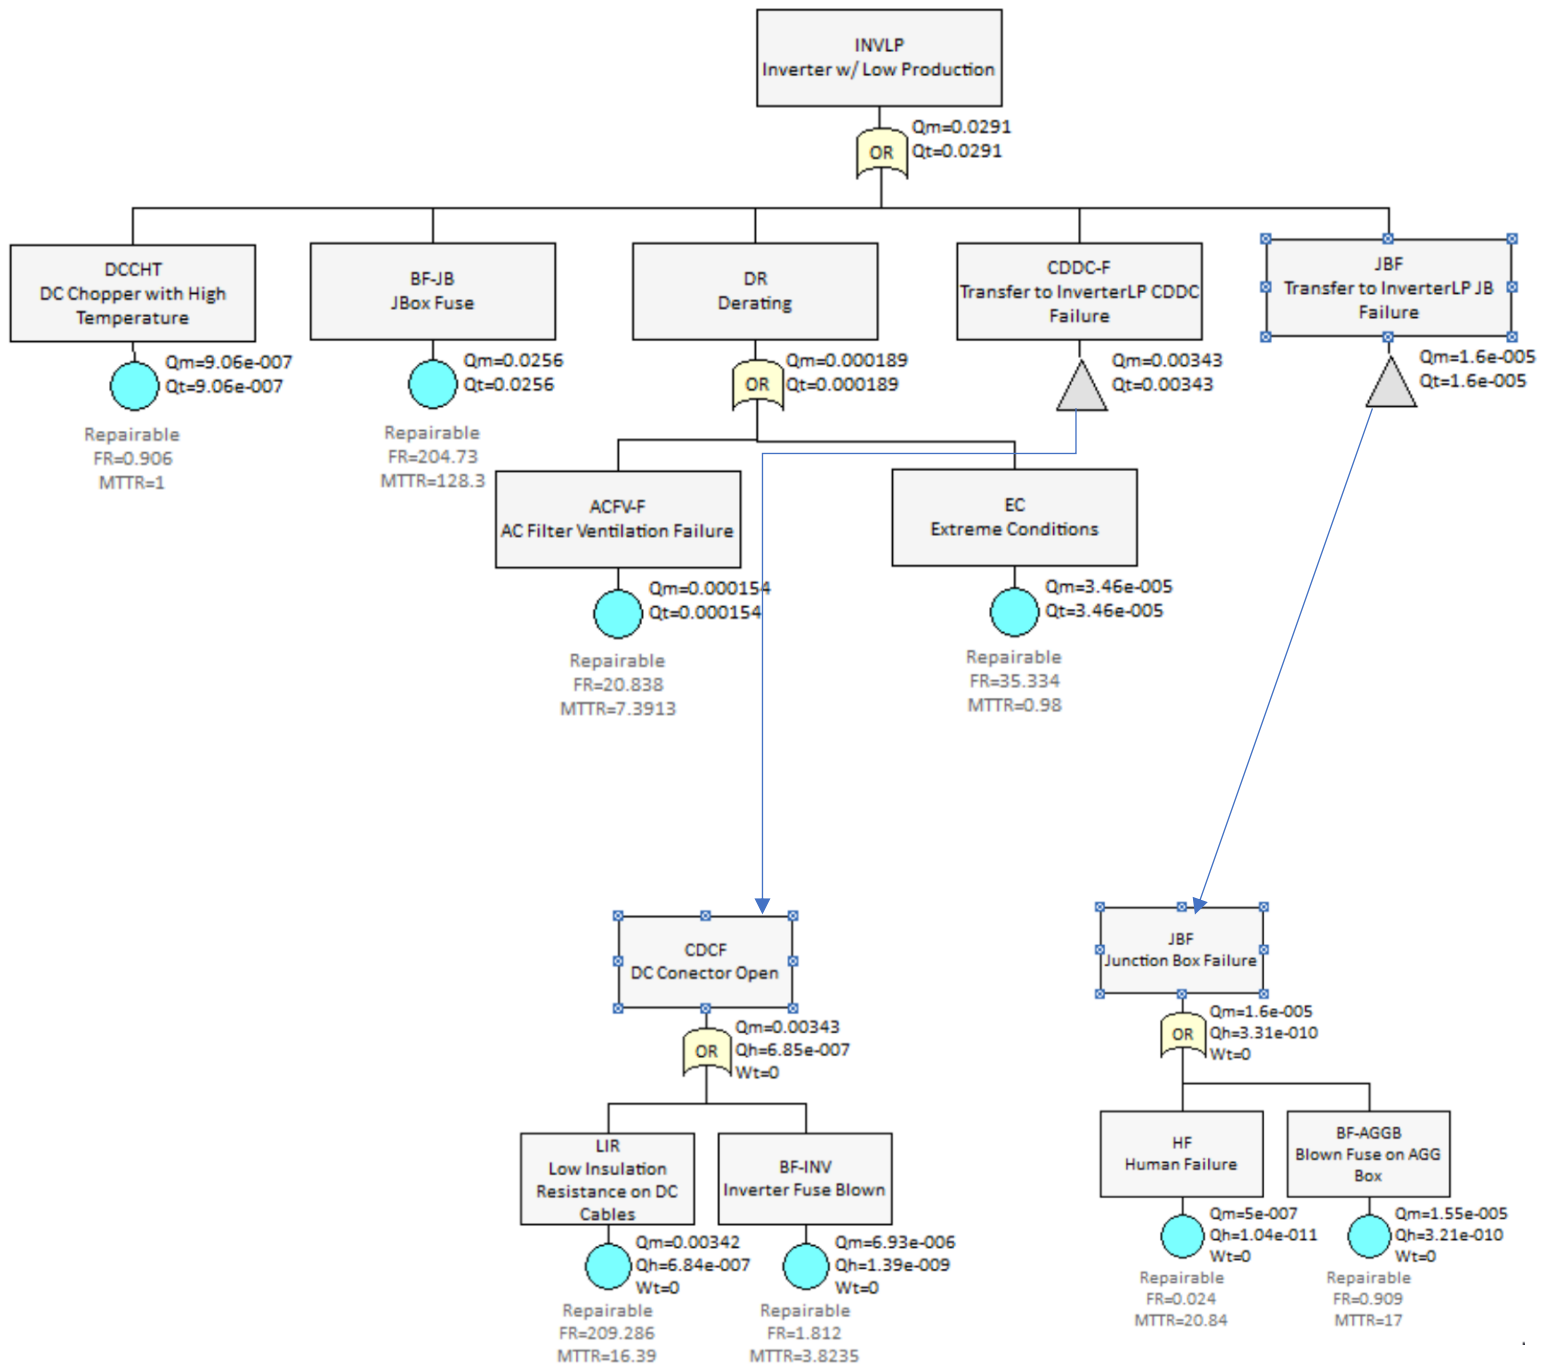 INVLP
Inverter w/ Low Production
Qm=0.0291
Qt=0.0291
OR
DCCHT
DC Chopper with High
Temperature
Qm=9.06e-007
Qt=9.06e-007
Repairable
FR=0.906
MTTR=1
BF-JB
JBox Fuse
Qm=0.0256
Qt=0.0256
Repairable
FR=204.73
MTTR=128.3
DR
Derating
Qm=0.000189
Qt=0.000189
OR
CDDC-F
Transfer to InverterLP CDDC
Failure
Qm=0.00343
Qt=0.00343
JBF
Transfer to InverterLP JB
Failure
Qm=1.6e-005
Qt=1.6e-005
ACFV-F
AC Filter Ventilation Failure
Qm=0.000154
Qt=0.000154
Repairable
FR=20.838
MTTR=7.3913
EC
Extreme Conditions
Qm=3.46e-005
Qt=3.46e-005
Repairable
FR=35.334
MTTR=0.98
CDCF
DC Conector Open
Qm=0.00343
Qh=6.85e-007
Wt=0
OR
LIR
Low Insulation
Resistance on DC
Cables
Qm=0.00342
Qh=6.84e-007
Wt=0
Repairable
FR=209.286
MTTR=16.39
BF-INV
Inverter Fuse Blown
Qm=6.93e-006
Qh=1.39e-009
Wt=0
Repairable
FR=1.812
MTTR=3.8235
JBF
Junction Box Failure
Qm=1.6e-005
Qh=3.31e-010
Wt=0
OR
HF
Human Failure
Qm=5e-007
Qh=1.04e-011
Wt=0
Repairable
FR=0.024
MTTR=20.84
BF-AGGB
Blown Fuse on AGG
Box
Qm=1.55e-005
Qh=3.21e-010
Wt=0
Repairable
FR=0.909
MTTR=17